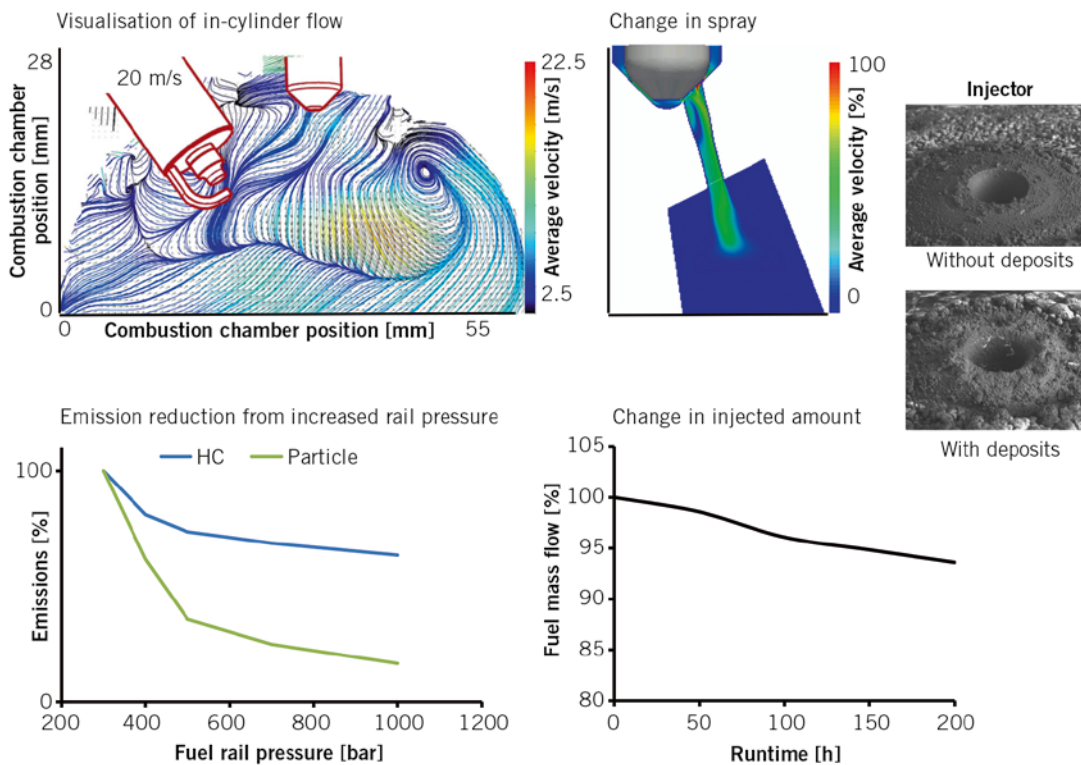 Visualisation of in-cylinder flow
28
20 m/s
Combustion chamber
position [mm]
0
0
Combustion chamber position [mm]
55
22.5
Average velocity [m/s]
2.5
Change in spray
100
Average velocity [%]
0
Injector
Without deposits
With deposits
Emission reduction from increased rail pressure
HC
Particle
100
Emissions [%]
0
200 400 600 800 1000 1200
Fuel rail pressure [bar]
Change in injected amount
105
100
95
90
85
80
Fuel mass flow [%]
0 50 100 150 200
Runtime [h]